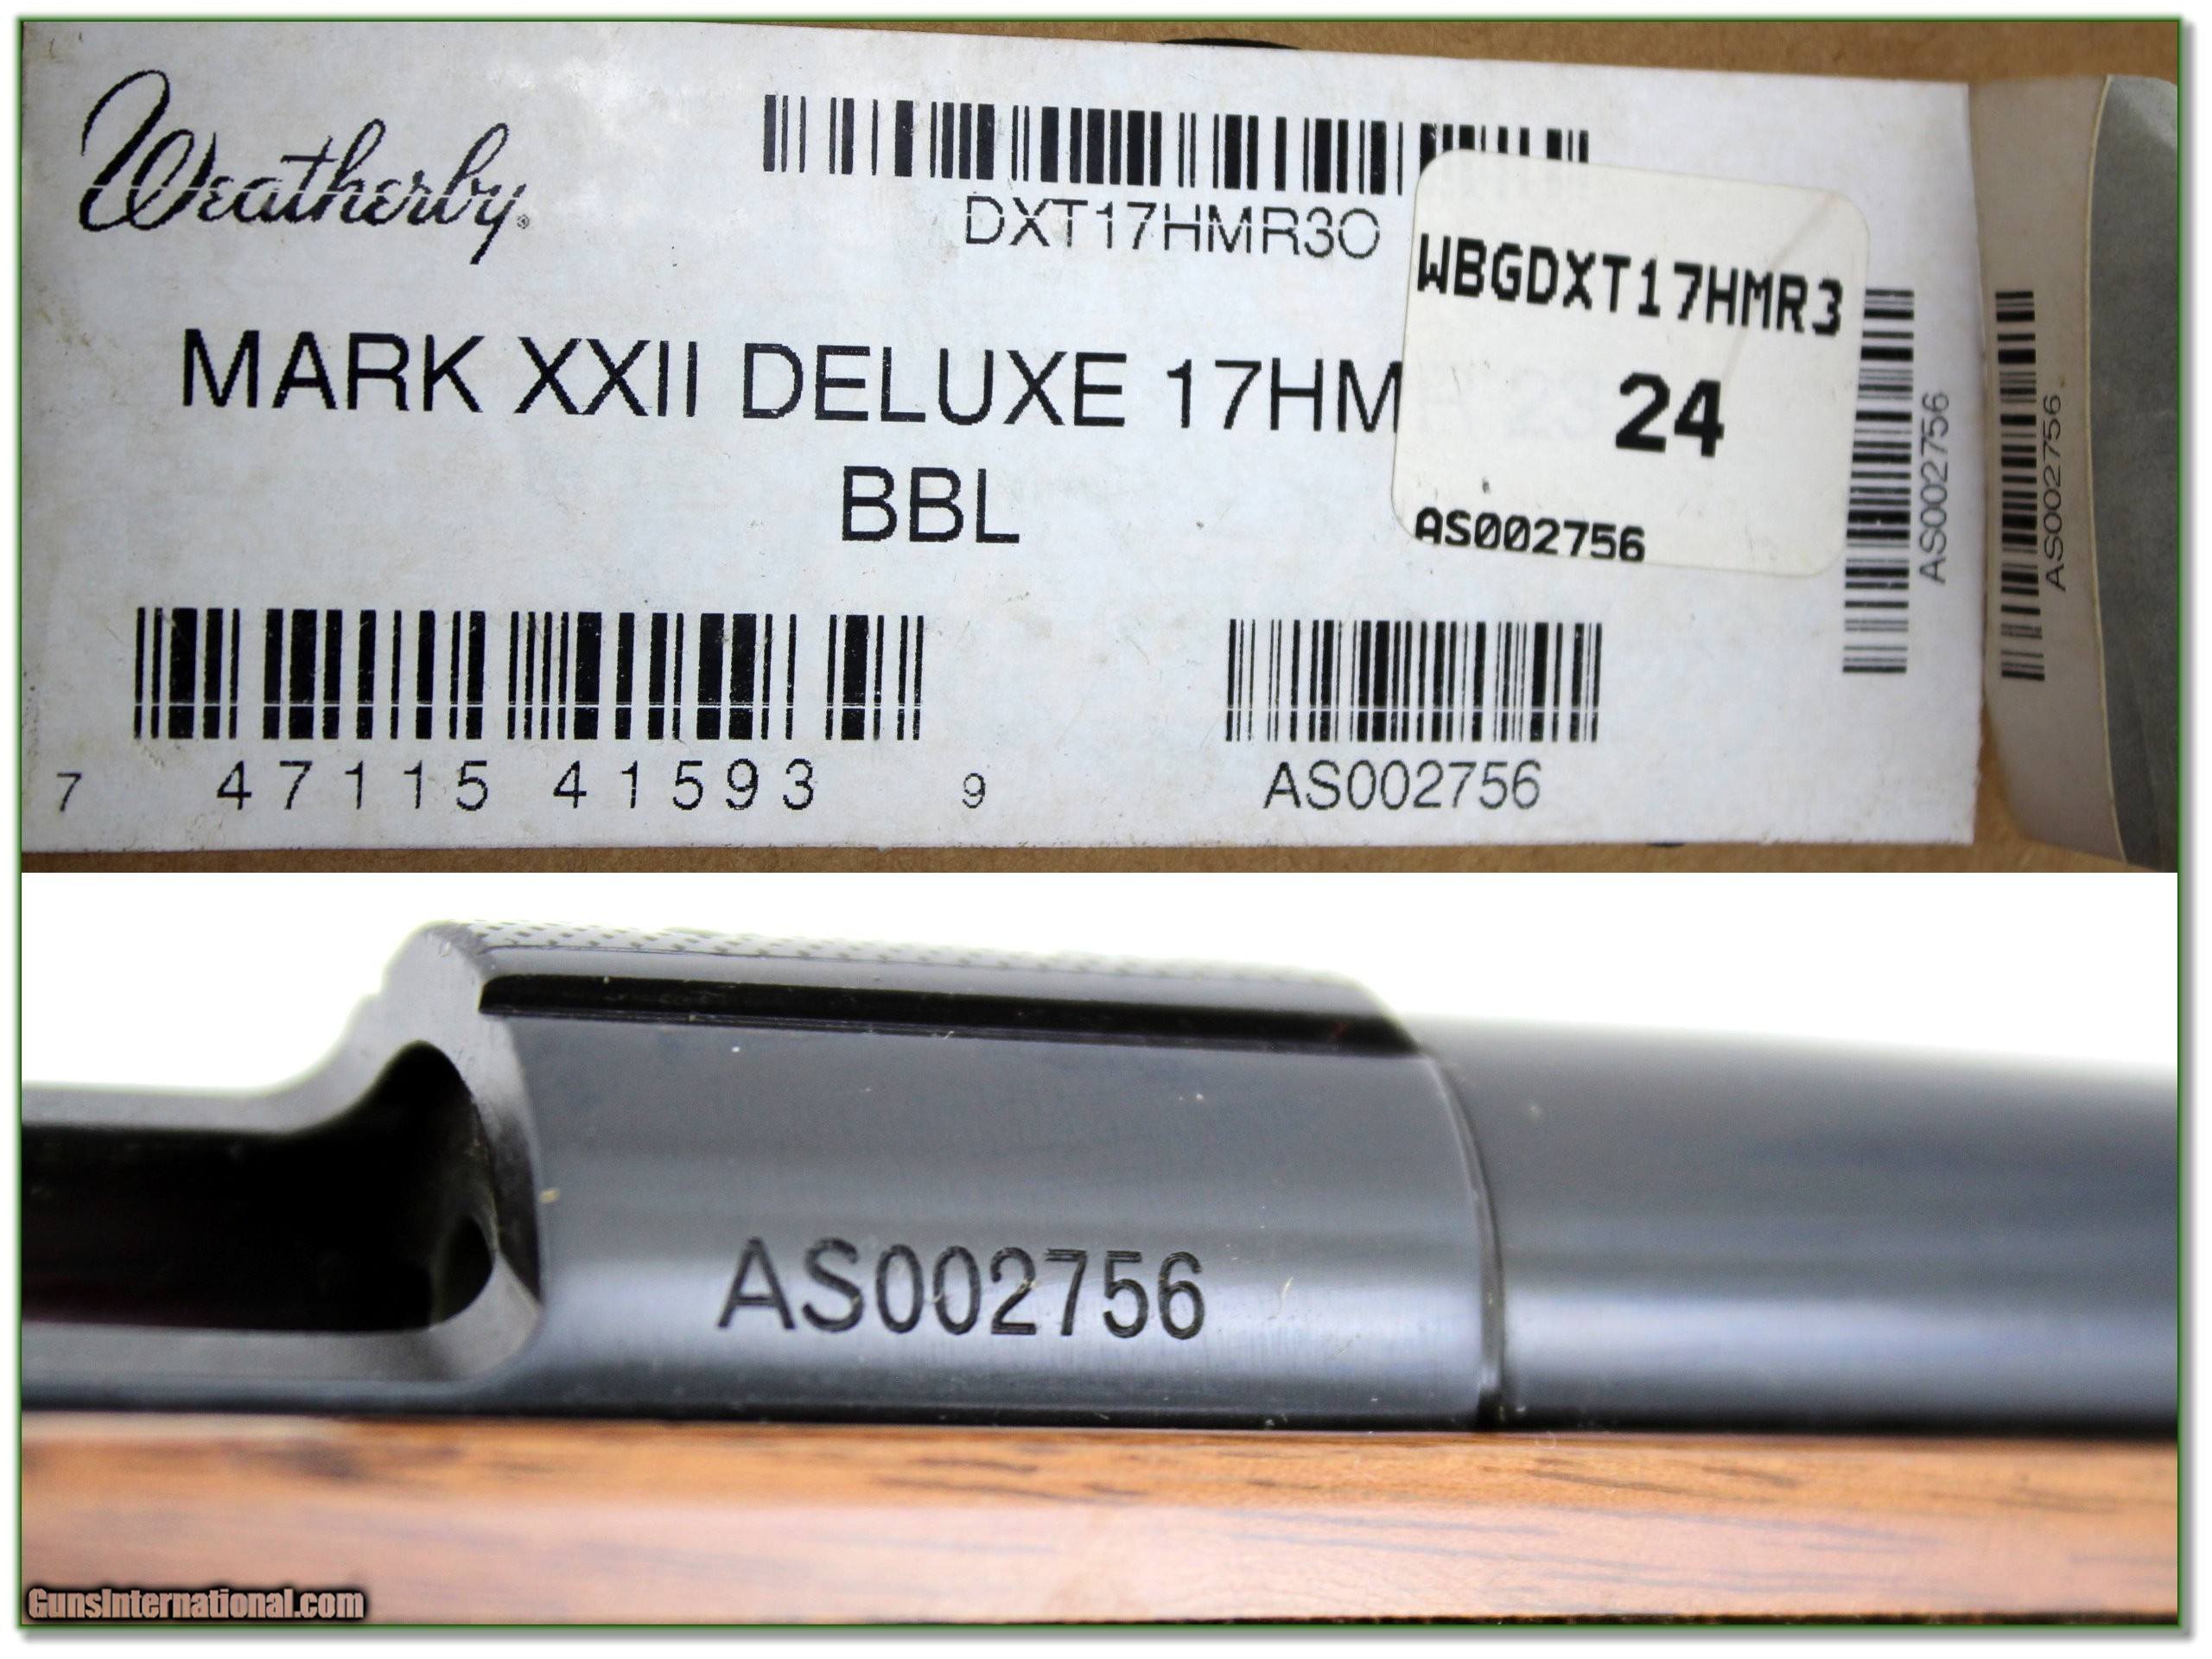 Weatherby®
DXT17HMR3O
WBGDXT17HMR3
24
AS002756
MARK XXII DELUXE 17HM
BBL
7 47115 41593 9
AS002756
AS002756
AS002756
AS002756
GunsInternational.com